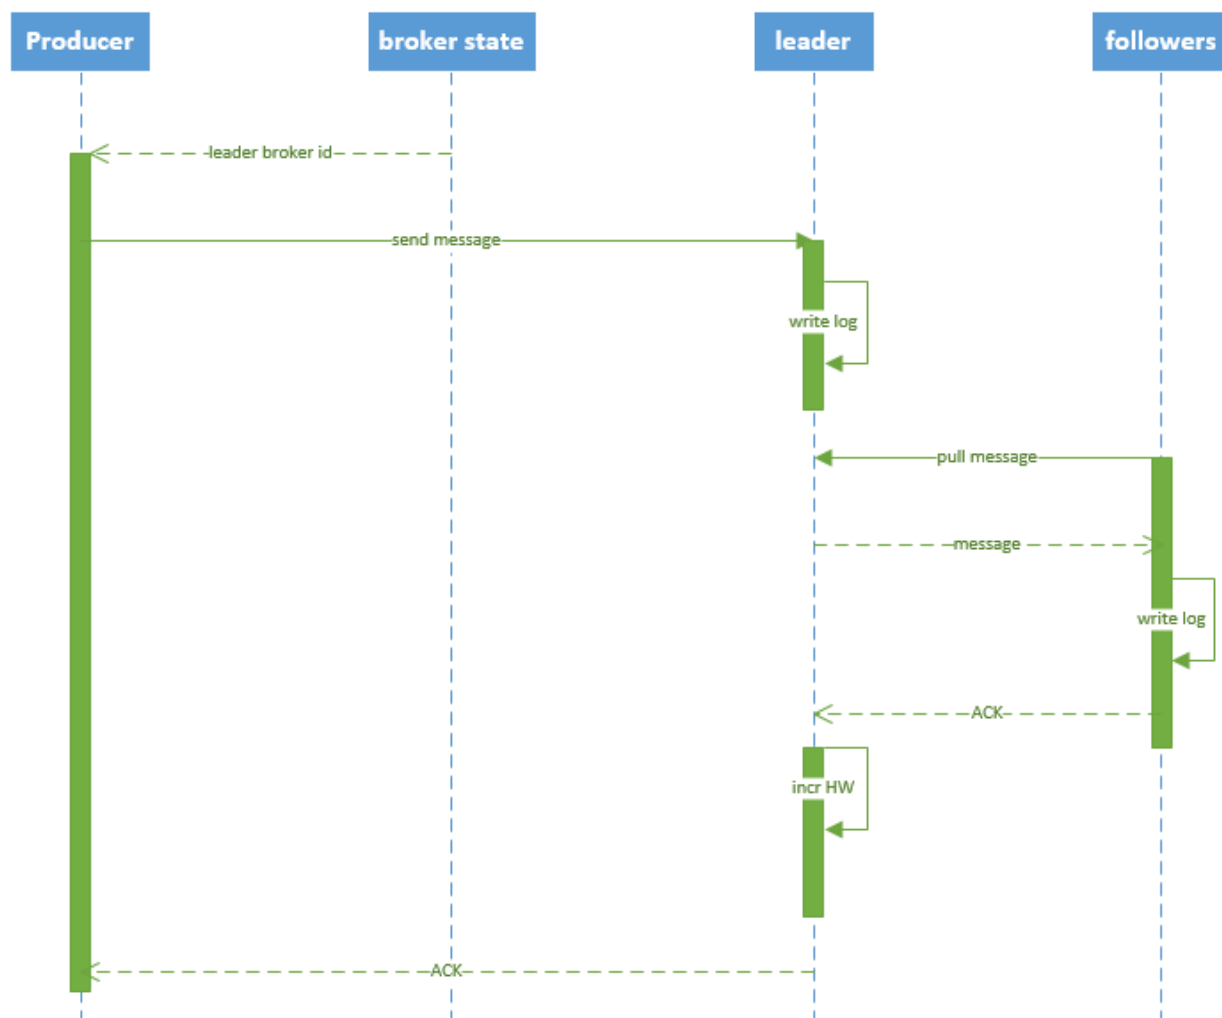 Producer
broker state
leader
followers
leader broker id
send message
write log
pull message
message
write log
ACK
incr HW
ACK